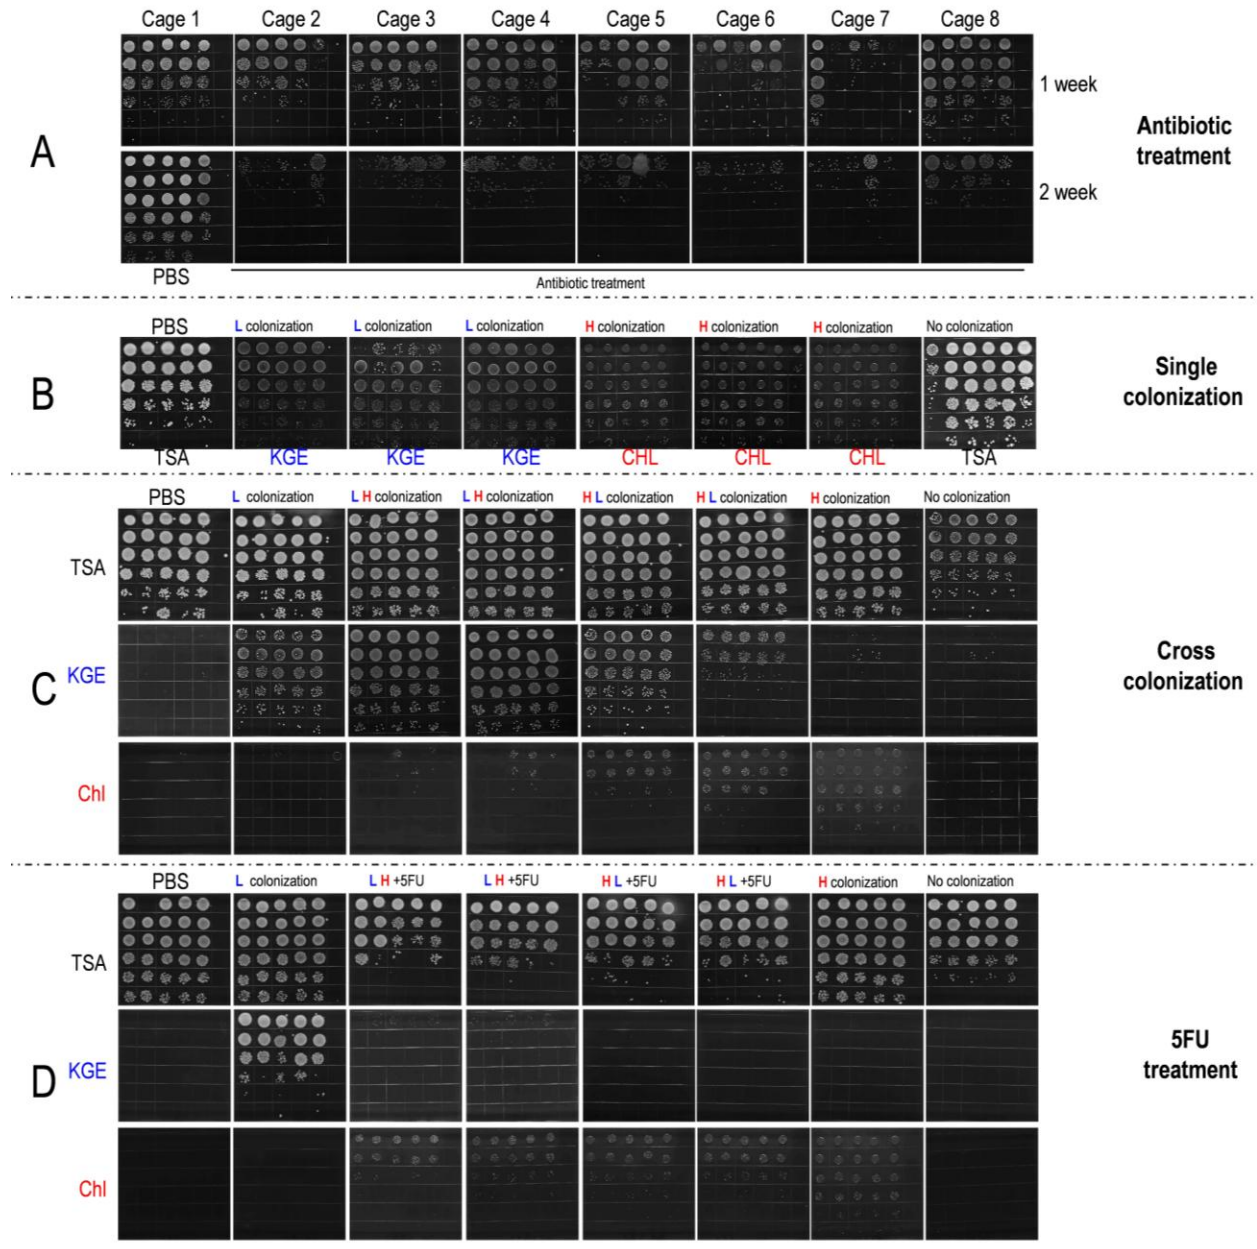 Cage 1 Cage 2 Cage 3 Cage 4 Cage 5 Cage 6 Cage 7 Cage 8
1 week
A
Antibiotic
treatment
2 week
PBS
Antibiotic treatment
PBS L colonization L colonization L colonization H colonization H colonization H colonization No colonization
B
Single
colonization
TSA KGE KGE KGE CHL CHL CHL TSA
PBS L colonization L H colonization L H colonization H L colonization H L colonization H colonization No colonization
TSA
C
KGE
Cross
colonization
Chl
PBS L colonization L H +5FU L H +5FU H L +5FU H L +5FU H colonization No colonization
TSA
D
KGE
5FU
treatment
Chl